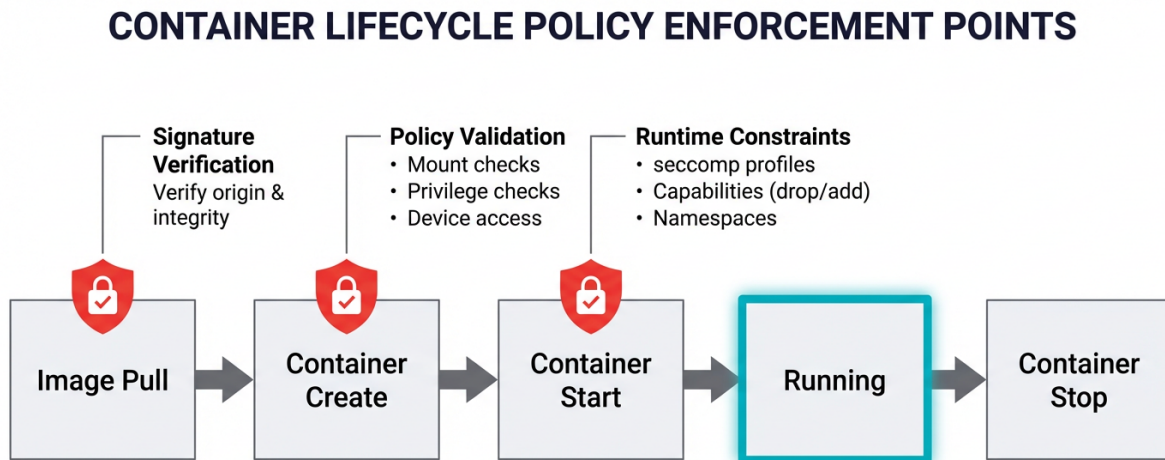 CONTAINER LIFECYCLE POLICY ENFORCEMENT POINTS
Signature
Verification
Verify origin &
integrity
Policy Validation
• Mount checks
• Privilege checks
• Device access
Runtime Constraints
• seccomp profiles
• Capabilities (drop/add)
• Namespaces
Image Pull
Container
Create
Container
Start
Running
Container
Stop